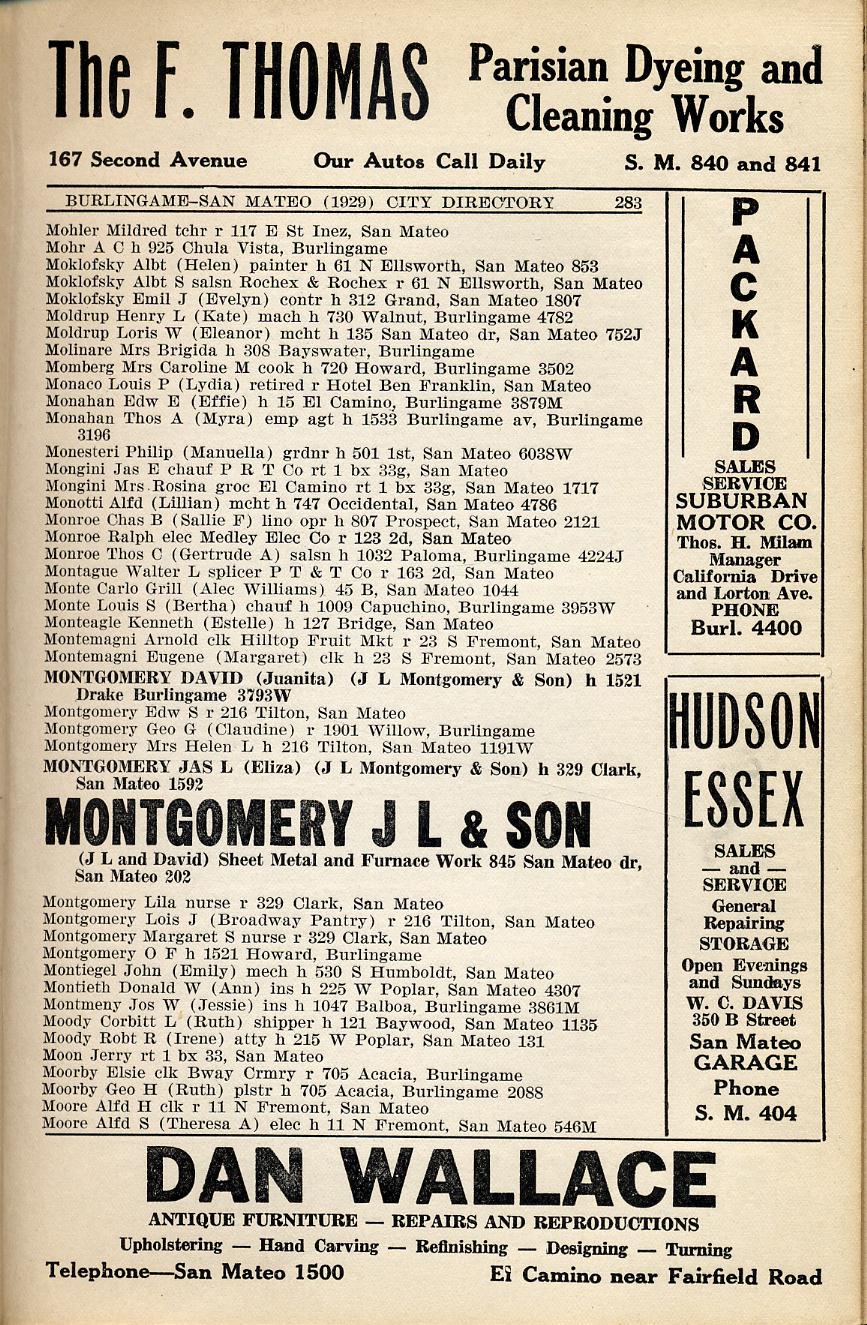 The F. THOMAS
Parisian Dyeing and
Cleaning Works
167 Second Avenue Our Autos Call Daily S. M. 840 and 841
BURLINGAME-SAN MATEO (1929) CITY DIRECTORY 283
Mohler Mildred tchr r 117 E St Inez, San Mateo
Mohr A C h 925 Chula Vista, Burlingame
Moklofsky Albt (Helen) painter h 61 N Ellsworth, San Mateo 853
Moklofsky Albt S salsn Rochex & Rochex r 61 N Ellsworth, San Mateo
Moklofsky Emil J (Evelyn) contr h 312 Grand, San Mateo 1807
Moldrup Henry L (Kate) mach h 730 Walnut, Burlingame 4782
Moldrup Loris W (Eleanor) mcht h 135 San Mateo dr, San Mateo 752J
Molinare Mrs Brigida h 308 Bayswater, Burlingame
Momberg Mrs Caroline M cook h 720 Howard, Burlingame 3502
Monaco Louis P (Lydia) retired r Hotel Ben Franklin, San Mateo
Monahan Edw E (Effie) h 15 El Camino, Burlingame 3879M
Monahan Thos A (Myra) emp agt h 1533 Burlingame av, Burlingame
3196
Monesteri Philip (Manuella) grdnr h 501 1st, San Mateo 6038W
Mongini Jas E chauf P R T Co rt 1 bx 33g, San Mateo
Mongini Mrs Rosina groc El Camino rt 1 bx 33g, San Mateo 1717
Monotti Alfd (Lillian) mcht h 747 Occidental, San Mateo 4786
Monroe Chas B (Sallie F) lino opr h 807 Prospect, San Mateo 2121
Monroe Ralph elec Medley Elec Co r 123 2d, San Mateo
Monroe Thos C (Gertrude A) salsn h 1032 Paloma, Burlingame 4224J
Montague Walter L splicer P T & T Co r 163 2d, San Mateo
Monte Carlo Grill (Alec Williams) 45 B, San Mateo 1044
Monte Louis S (Bertha) chauf h 1009 Capuchino, Burlingame 3953W
Monteagle Kenneth (Estelle) h 127 Bridge, San Mateo
Montemagni Arnold clk Hilltop Fruit Mkt r 23 S Fremont, San Mateo
Montemagni Eugene (Margaret) clk h 23 S Fremont, San Mateo 2573
MONTGOMERY DAVID (Juanita) (J L Montgomery & Son) h 1521
Drake Burlingame 3793W
Montgomery Edw S r 216 Tilton, San Mateo
Montgomery Geo G (Claudine) r 1901 Willow, Burlingame
Montgomery Mrs Helen L h 216 Tilton, San Mateo 1191W
MONTGOMERY JAS L (Eliza) (J L Montgomery & Son) h 329 Clark,
San Mateo 1592
MONTGOMERY J L & SON
(J L and David) Sheet Metal and Furnace Work 845 San Mateo dr,
San Mateo 202
Montgomery Lila nurse r 329 Clark, San Mateo
Montgomery Lois J (Broadway Pantry) r 216 Tilton, San Mateo
Montgomery Margaret S nurse r 329 Clark, San Mateo
Montgomery O F h 1521 Howard, Burlingame
Montiegel John (Emily) mech h 530 S Humboldt, San Mateo
Montieth Donald W (Ann) ins h 225 W Poplar, San Mateo 4307
Montmeny Jos W (Jessie) ins h 1047 Balboa, Burlingame 3861M
Moody Corbitt L (Ruth) shipper h 121 Baywood, San Mateo 1135
Moody Robt R (Irene) atty h 215 W Poplar, San Mateo 131
Moon Jerry rt 1 bx 33, San Mateo
Moorby Elsie clk Bway Crmry r 705 Acacia, Burlingame
Moorby Geo H (Ruth) plstr h 705 Acacia, Burlingame 2088
Moore Alfd H clk r 11 N Fremont, San Mateo
Moore Alfd S (Theresa A) elec h 11 N Fremont, San Mateo 546M
PACKARD
SALES
SERVICE
SUBURBAN
MOTOR CO.
Thos. H. Milam
Manager
California Drive
and Lorton Ave.
PHONE
Burl. 4400
HUDSON
ESSEX
SALES
— and —
SERVICE
General
Repairing
STORAGE
Open Evenings
and Sundays
W. C. DAVIS
350 B Street
San Mateo
GARAGE
Phone
S. M. 404
DAN WALLACE
ANTIQUE FURNITURE — REPAIRS AND REPRODUCTIONS
Upholstering — Hand Carving — Refinishing — Designing — Turning
Telephone—San Mateo 1500 El Camino near Fairfield Road